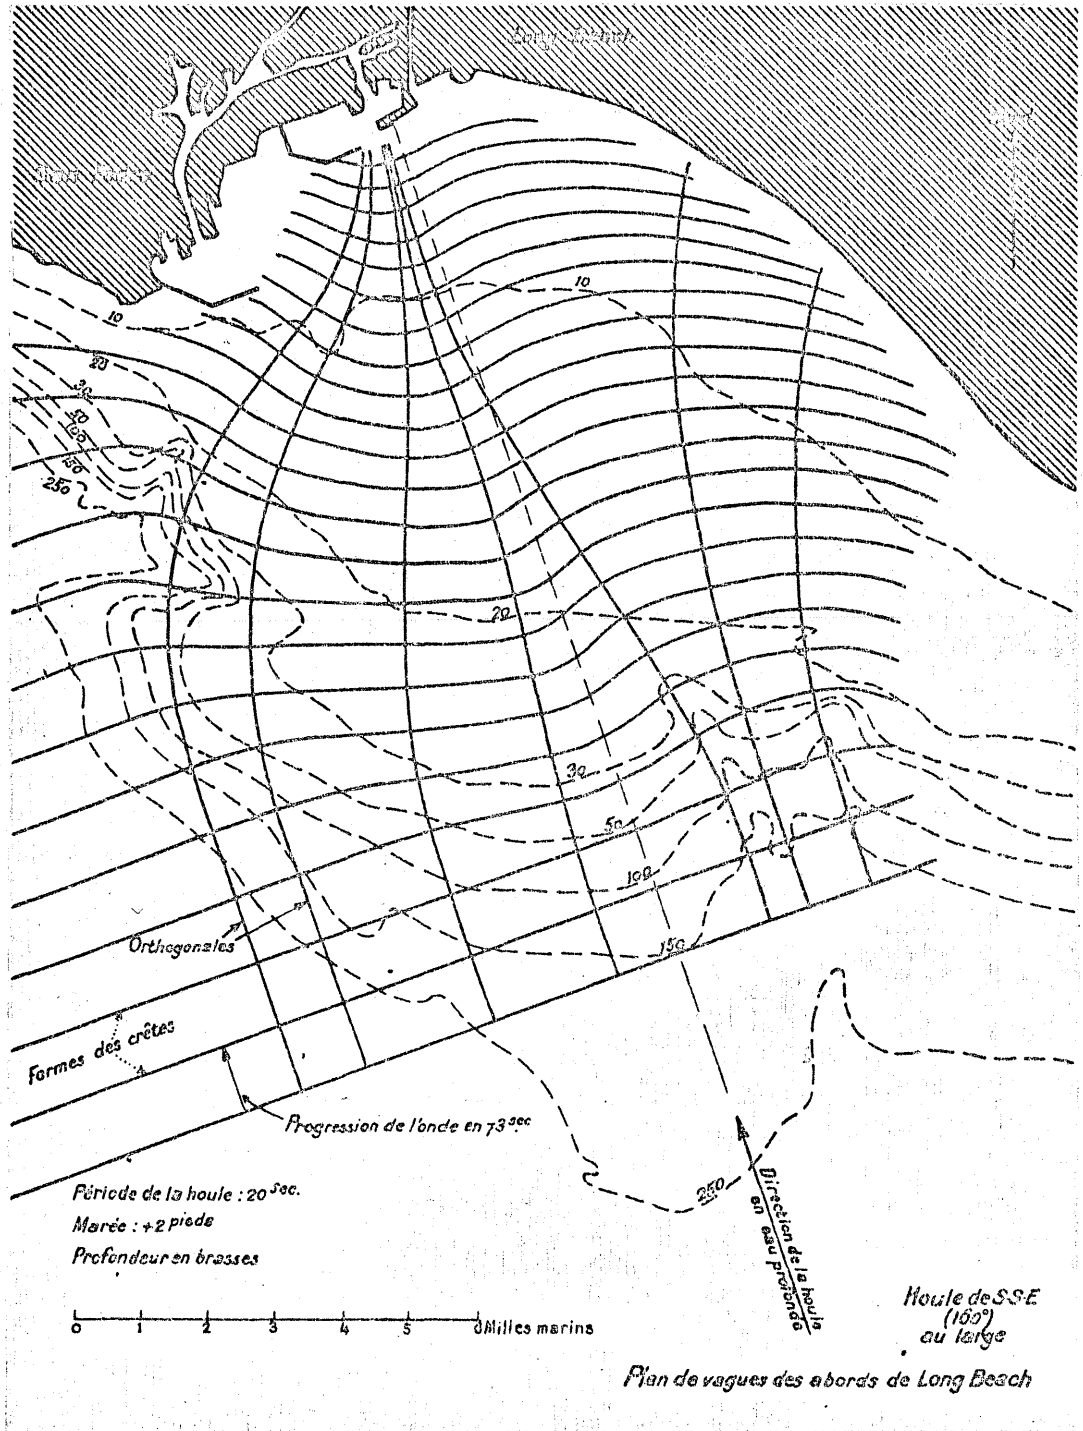 Long Beach
10
10
20
30
50
100
150
250
20
30
50
100
150
Orthogonales
Formes des crêtes
Progression de l'onde en 73 sec.
250
Direction de la houle
en eau profonde
Période de la houle : 20 sec.
Marée : +2 pieds
Profondeur en brasses
0 1 2 3 4 5 6 Milles marins
Houle de S.S.E
(160°)
au large
Plan de vagues des abords de Long Beach